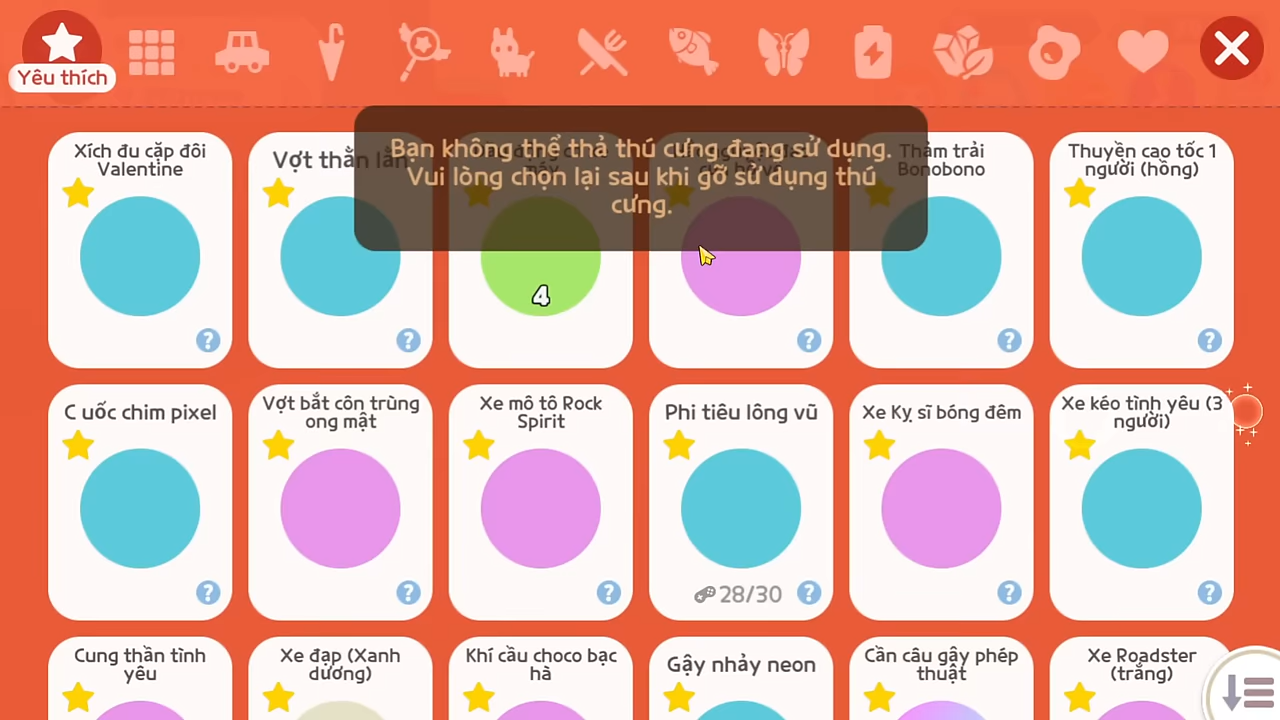 Yêu thích
Xích đu cặp đôi
Valentine
Vợt thằn lằn
Bạn không thể thả thú cưng đang sử dụng.
Vui lòng chọn lại sau khi gỡ sử dụng thú
cưng.
Thảm trải
Bonobono
Thuyền cao tốc 1
người (hồng)
4
C uốc chim pixel
Vợt bắt côn trùng
ong mật
Xe mô tô Rock
Spirit
Phi tiêu lông vũ
28/30
Xe Kỵ sĩ bóng đêm
Xe kéo tình yêu (3
người)
Cung thần tình
yêu
Xe đạp (Xanh
dương)
Khí cầu choco bạc
hà
Gậy nhảy neon
Cần câu gậy phép
thuật
Xe Roadster
(trắng)